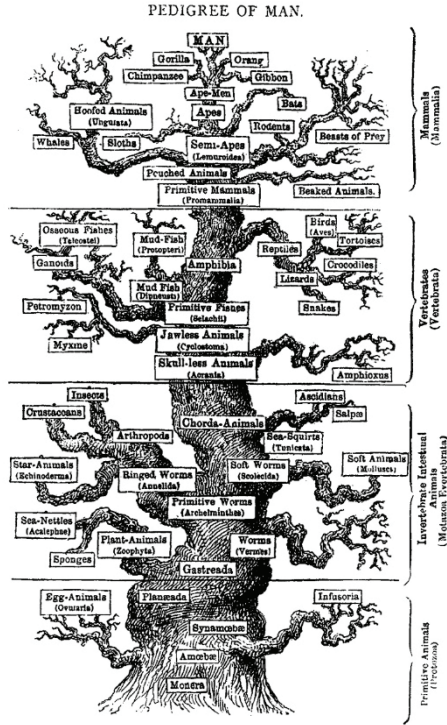 PEDIGREE OF MAN.
MAN
Gorilla
Orang
Chimpanzee
Gibbon
Ape-Men
Bats
Apes
Hoofed Animals
(Ungulata)
Rodents
Whales
Sloths
Semi-Apes
(Lemuroidea)
Beasts of Prey
Pouched Animals
Primitive Mammals
(Promammalia)
Beaked Animals.
Mammals
(Mammalia)
Osseous Fishes
(Teleostei)
Mud-Fish
(Protopteri)
Birds
(Aves)
Tortoises
Reptiles
Ganoids
Amphibia
Crocodiles
Lizards
Mud Fish
(Dipneusta)
Petromyzon
Primitive Fishes
(Selachii)
Snakes
Myxine
Jawless Animals
(Cyclostoma)
Skull-less Animals
(Acrania)
Amphioxus
Vertebrates
(Vertebrata)
Insects
Ascidians
Crustaceans
Salpæ
Chorda-Animals
Arthropods
Sea-Squirts
(Tunicata)
Star-Animals
(Echinoderma)
Ringed Worms
(Annelida)
Soft Worms
(Scolecida)
Soft Animals
(Molluscs)
Primitive Worms
(Archelminthes)
Sea-Nettles
(Acalephæ)
Plant-Animals
(Zoophyta)
Worms
(Vermes)
Sponges
Gastreada
Invertebrate Intestinal
Animals
(Metazoa Evertebrata)
Egg-Animals
(Ovularia)
Planæada
Infusoria
Synamœbæ
Amœbæ
Monera
Primitive Animals
(Protozoa)